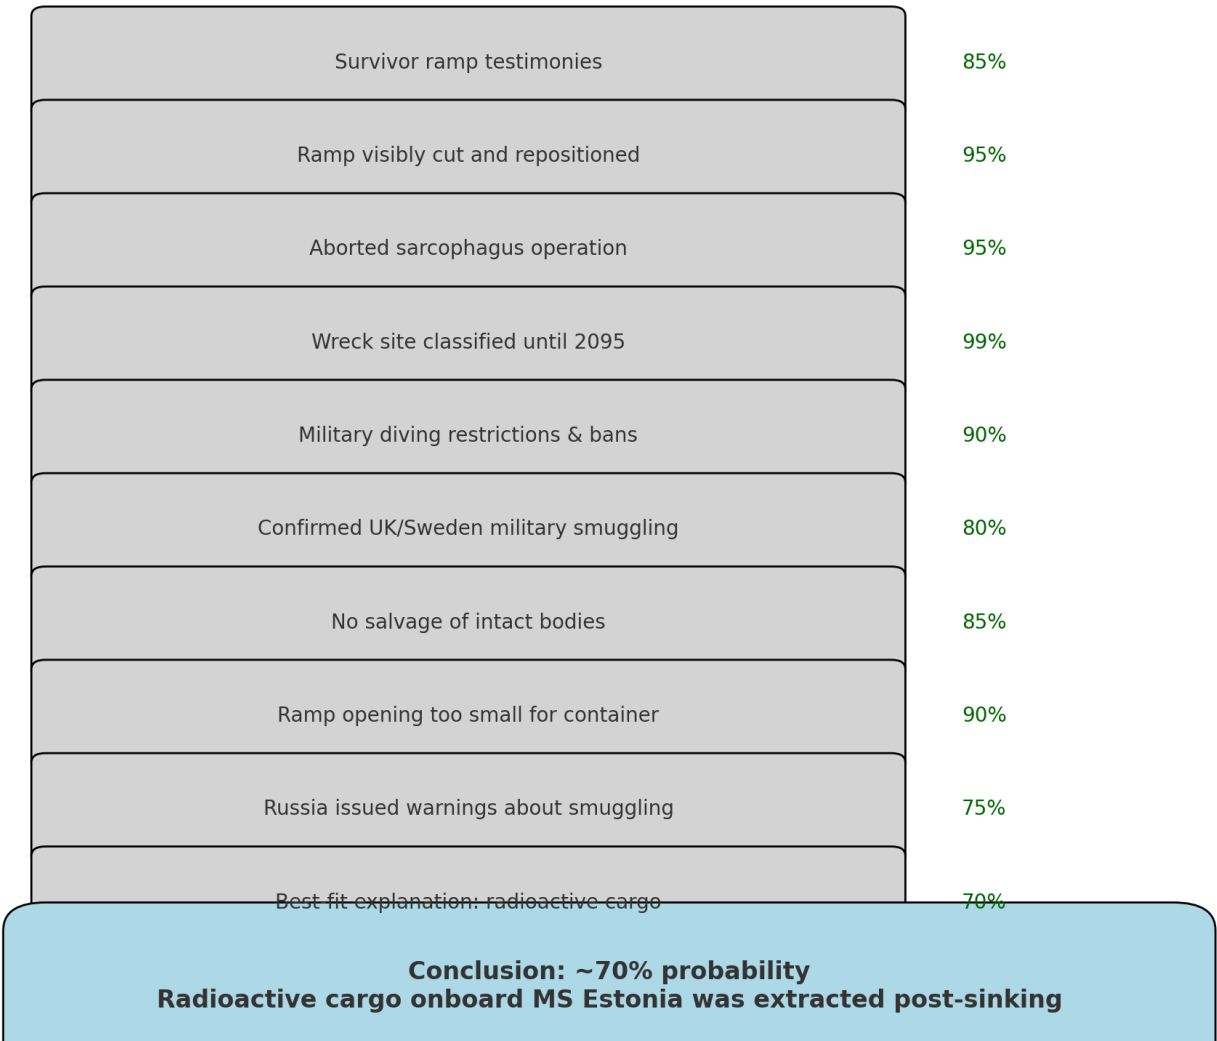 Survivor ramp testimonies 85%
Ramp visibly cut and repositioned 95%
Aborted sarcophagus operation 95%
Wreck site classified until 2095 99%
Military diving restrictions & bans 90%
Confirmed UK/Sweden military smuggling 80%
No salvage of intact bodies 85%
Ramp opening too small for container 90%
Russia issued warnings about smuggling 75%
Best fit explanation: radioactive cargo 70%
Conclusion: ~70% probability
Radioactive cargo onboard MS Estonia was extracted post-sinking